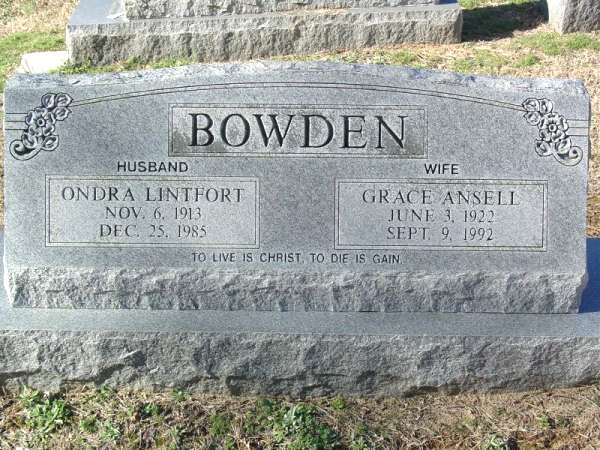 BOWDEN
HUSBAND
ONDRA LINTFORT
NOV. 6, 1913
DEC. 25, 1985
WIFE
GRACE ANSELL
JUNE 3, 1922
SEPT. 9, 1992
TO LIVE IS CHRIST, TO DIE IS GAIN.